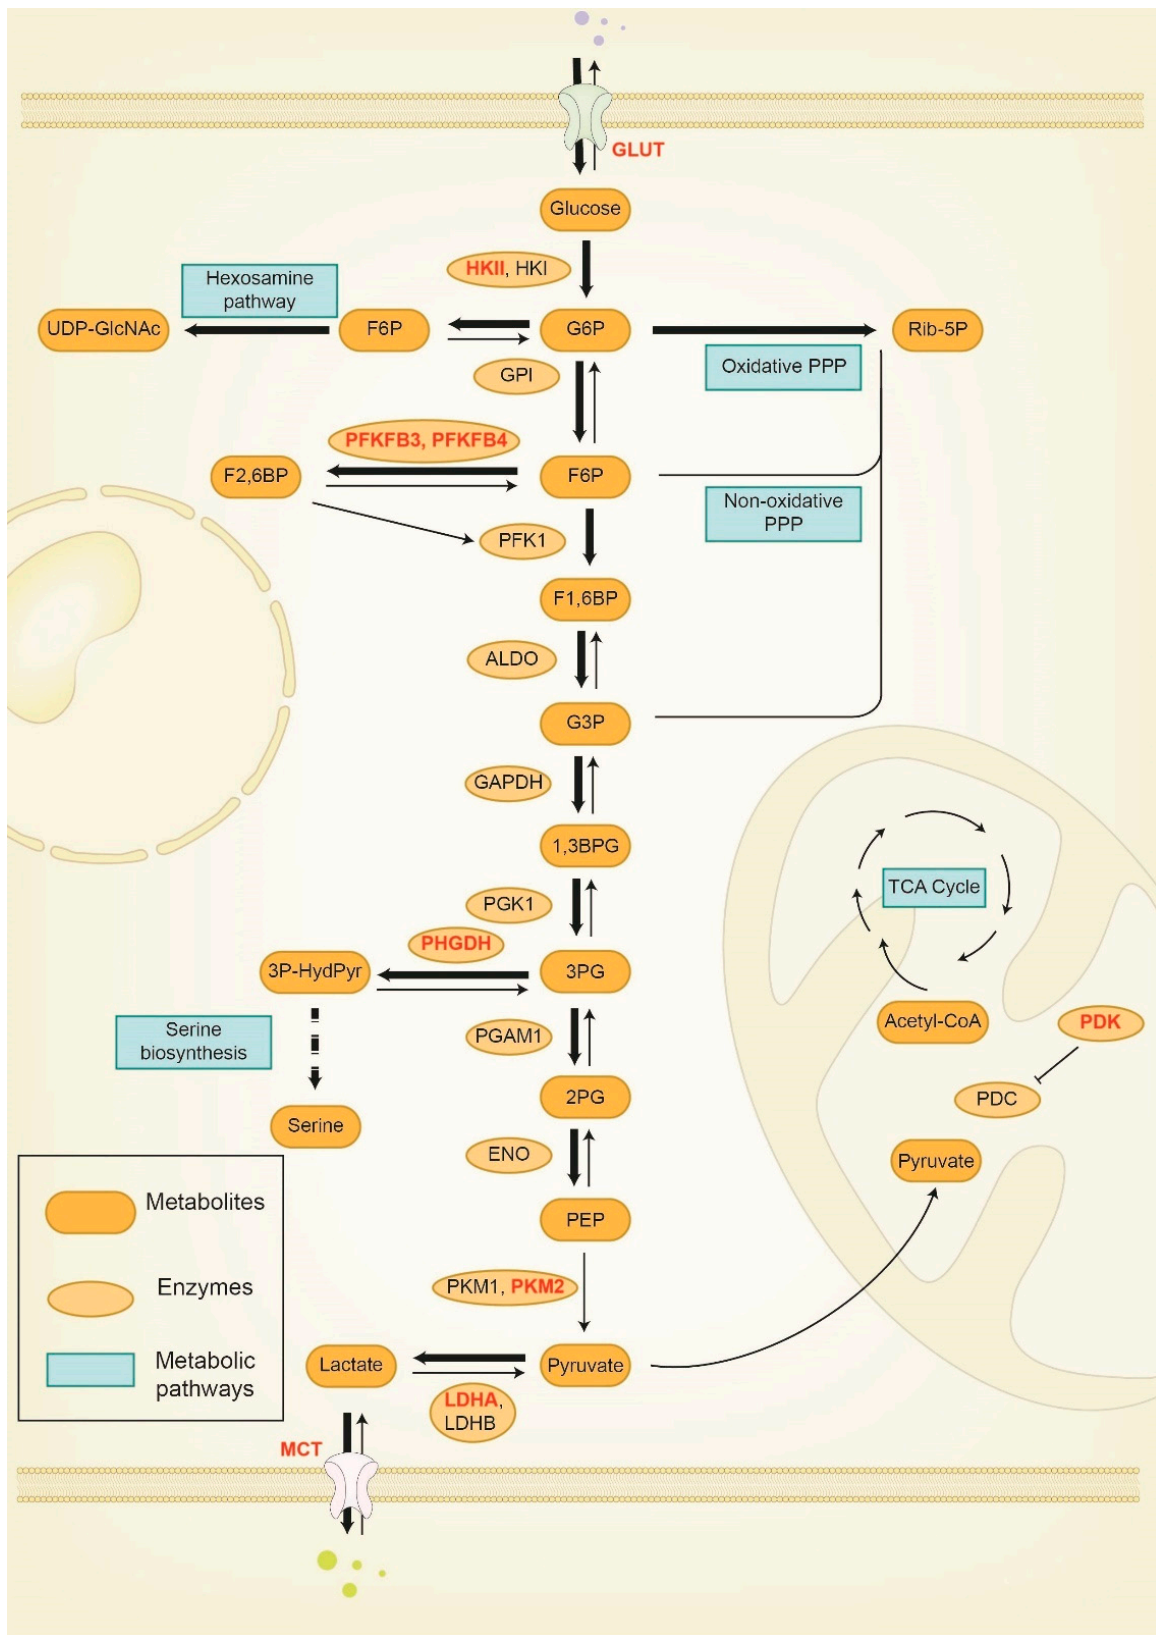 GLUT
Glucose
HKII, HKI
Hexosamine
pathway
UDP-GlcNAc
F6P
G6P
Rib-5P
GPI
Oxidative PPP
PFKFB3, PFKFB4
F2,6BP
F6P
Non-oxidative
PPP
PFK1
F1,6BP
ALDO
G3P
GAPDH
1,3BPG
TCA Cycle
PGK1
PHGDH
3P-HydPyr
3PG
Acetyl-CoA
PDK
Serine
biosynthesis
PGAM1
2PG
PDC
Serine
ENO
Pyruvate
Metabolites
PEP
Enzymes
PKM1, PKM2
Metabolic
pathways
Lactate
Pyruvate
LDHA,
LDHB
MCT